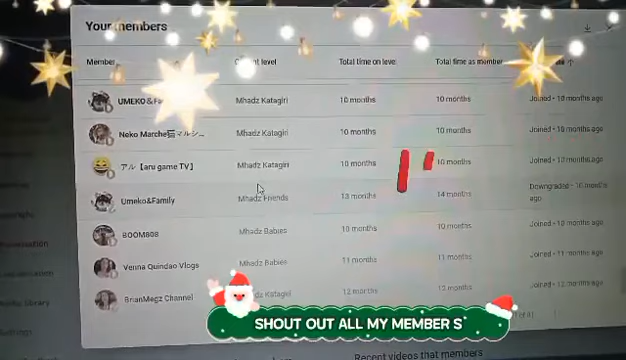 Your members
Member level Total time on level Total time as member
UMEKO& Mhadz Katagiri 10 months 10 months Joined • 10 months ago
Neko Marche Mhadz Katagiri 10 months 10 months Joined • 10 months ago
アル【aru game TV】 Mhadz Katagiri 10 months 10 months Joined • 10 months ago
Umeko&Family Mhadz Friends 13 months 14 months Downgraded • 10 months
ago
BOOM808 Mhadz Babies 10 months 10 months Joined • 10 months ago
Venna Quindao Vlogs Mhadz Babies 11 months 11 months Joined • 11 months ago
BrianMegz Channel 12 months 12 months Joined • 12 months ago
SHOUT OUT ALL MY MEMBER S
Recent videos that members
Settings